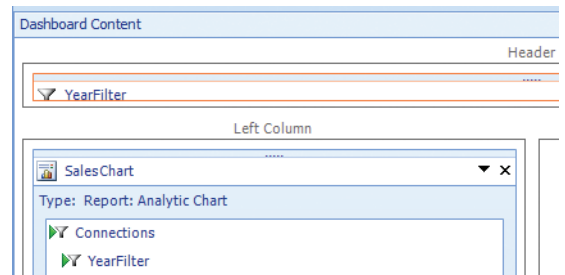 Dashboard Content
Header
YearFilter
Left Column
SalesChart
Type: Report: Analytic Chart
Connections
YearFilter